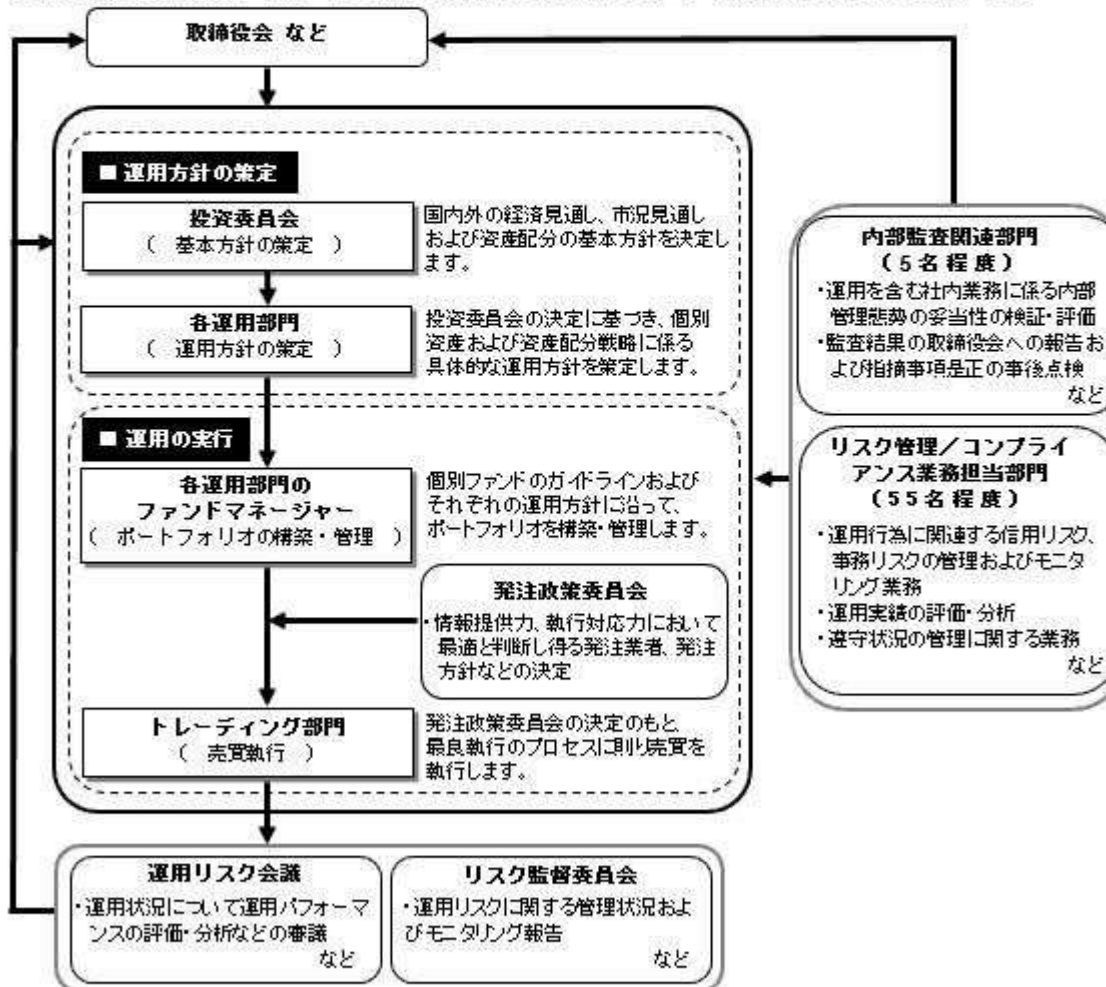 取締役会 など
■ 運用方針の策定
投資委員会
( 基本方針の策定 )
国内外の経済見通し、市況見通し
および資産配分の基本方針を決定し
ます。
各運用部門
( 運用方針の策定 )
投資委員会の決定に基づき、個別
資産および資産配分戦略に係る
具体的な運用方針を策定します。
■ 運用の実行
各運用部門の
ファンドマネージャー
( ポートフォリオの構築・管理 )
個別ファンドのガイドラインおよび
それぞれの運用方針に沿って、
ポートフォリオを構築・管理します。
発注政策委員会
・情報提供力、執行対応力において
最適と判断し得る発注業者、発注
方針などの決定
トレーディング部門
( 売買執行 )
発注政策委員会の決定のもと、
最良執行のプロセスに則り売買を
執行します。
運用リスク会議
・運用状況について運用パフォーマ
ンスの評価・分析などの審議
など
リスク監督委員会
・運用リスクに関する管理状況およ
びモニタリング報告
など
内部監査関連部門
(5名程度)
・運用を含む社内業務に係る内部
管理態勢の妥当性の検証・評価
・監査結果の取締役会への報告お
よび指摘事項是正の事後点検
など
リスク管理/コンプライ
アンス業務担当部門
(55名程度)
・運用行為に関連する信用リスク、
事務リスクの管理およびモニタ
リング業務
・運用実績の評価・分析
・遵守状況の管理に関する業務
など